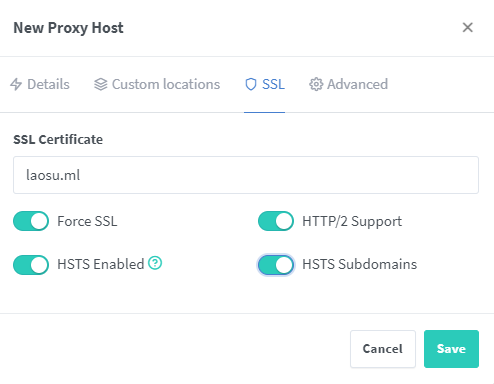 New Proxy Host
Details Custom locations SSL Advanced
SSL Certificate
laosu.ml
Force SSL HTTP/2 Support
HSTS Enabled HSTS Subdomains
Cancel Save